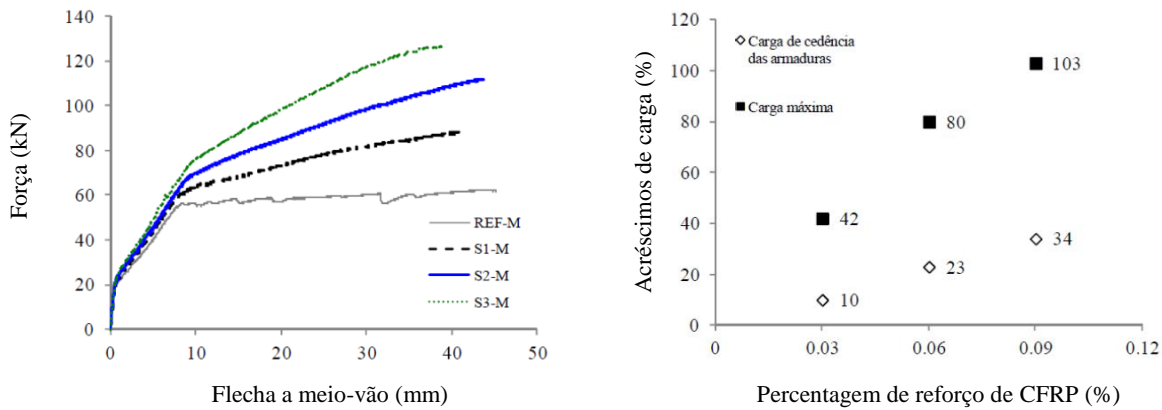 140
120
100
80
60
40
20
0
0
10
20
30
40
50
Força (kN)
Flecha a meio-vão (mm)
REF-M
S1-M
S2-M
S3-M
120
100
80
60
40
20
0
0
0.03
0.06
0.09
0.12
Acréscimos de carga (%)
Percentagem de reforço de CFRP (%)
Carga de cedência
das armaduras
Carga máxima
103
80
42
34
23
10